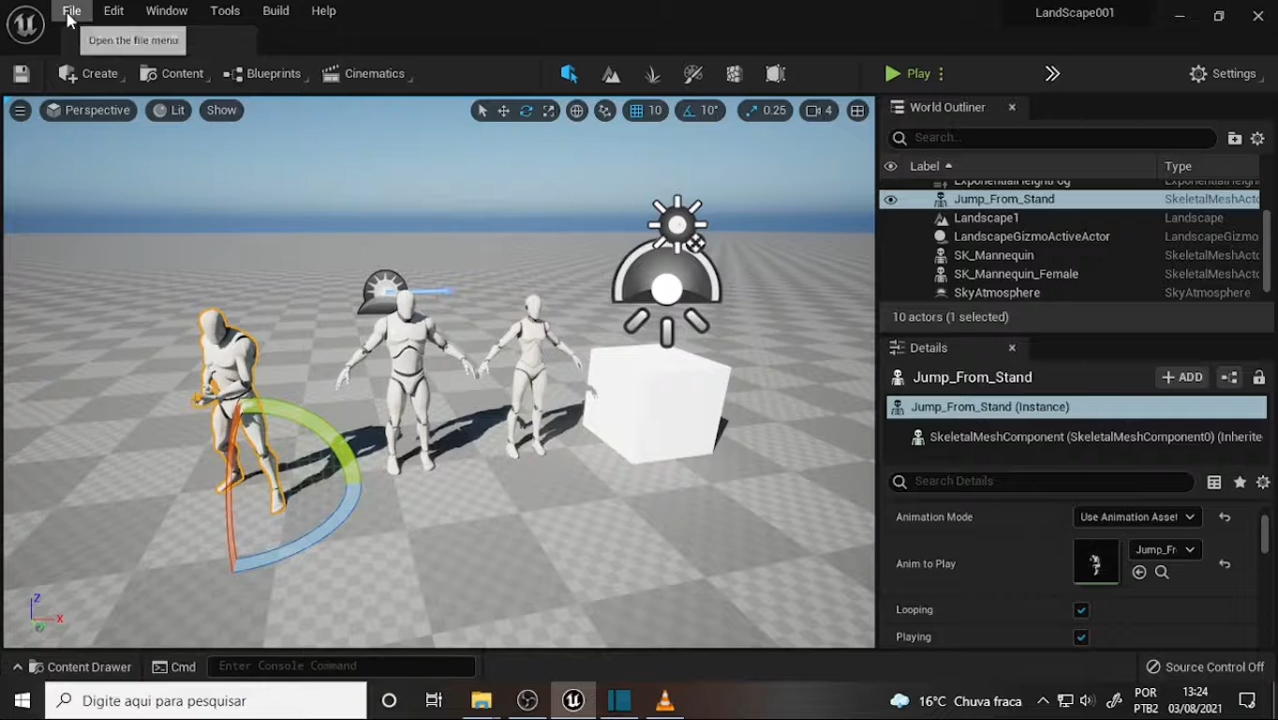 File Edit Window Tools Build Help
LandScape001
Open the file menu
Create Content Blueprints Cinematics
Play
Settings
Perspective Lit Show
10 10° 0.25 4
World Outliner
Search...
Label Type
ExponentialHeightFog ExponentialHe
Jump_From_Stand SkeletalMeshActo
Landscape1 Landscape
LandscapeGizmoActiveActor LandscapeGizmo
SK_Mannequin SkeletalMeshActo
SK_Mannequin_Female SkeletalMeshActo
SkyAtmosphere SkyAtmosphere
10 actors (1 selected)
Details
Jump_From_Stand
ADD
Jump_From_Stand (Instance)
SkeletalMeshComponent (SkeletalMeshComponent0) (Inherite
Search Details
Animation Mode Use Animation Asset
Anim to Play Jump_Fr
Looping
Playing
Z
X
Content Drawer Cmd Enter Console Command
Source Control Off
Digite aqui para pesquisar
16°C Chuva fraca
POR
PTB2
13:24
03/08/2021